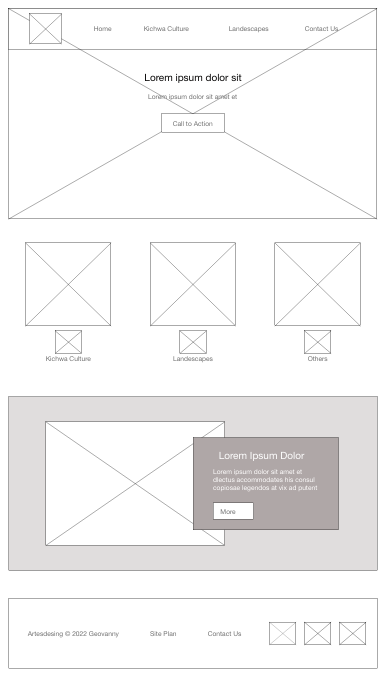 Home Kichwa Culture Landscapes Contact Us
Lorem ipsum dolor sit
Lorem ipsum dolor sit amet et
Call to Action
Kichwa Culture Landscapes Others
Lorem Ipsum Dolor
Lorem ipsum dolor sit amet et
dlectus accommodates his consul
copiosae legendos at vix ad putent
More
Artesdesing © 2022 Geovanny Site Plan Contact Us